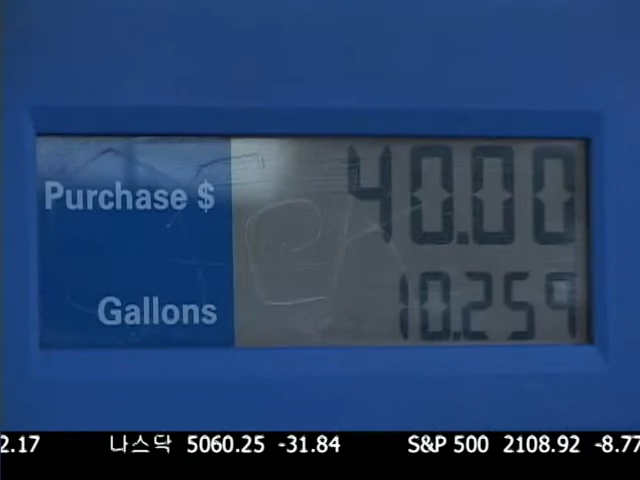 Purchase $ 40.00
Gallons 10.259
2.17 나스닥 5060.25 -31.84 S&P 500 2108.92 -8.77